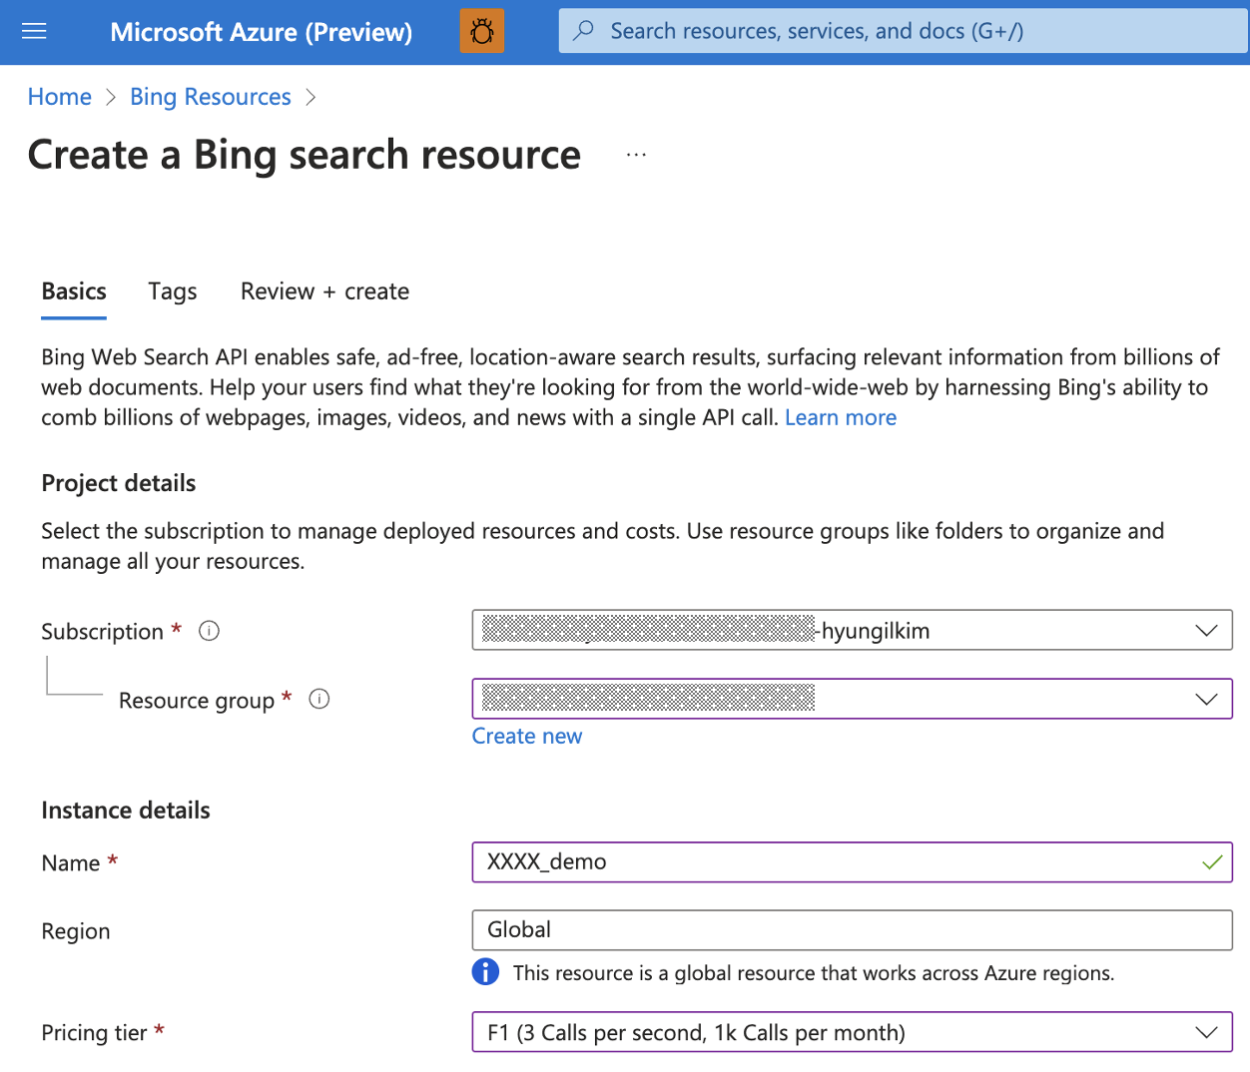 Microsoft Azure (Preview)
Search resources, services, and docs (G+/)
Home > Bing Resources >
Create a Bing search resource ...
Basics Tags Review + create
Bing Web Search API enables safe, ad-free, location-aware search results, surfacing relevant information from billions of
web documents. Help your users find what they're looking for from the world-wide-web by harnessing Bing's ability to
comb billions of webpages, images, videos, and news with a single API call. Learn more
Project details
Select the subscription to manage deployed resources and costs. Use resource groups like folders to organize and
manage all your resources.
Subscription *
-hyungilkim
Resource group *
Create new
Instance details
Name *
XXXX_demo
Region
Global
This resource is a global resource that works across Azure regions.
Pricing tier *
F1 (3 Calls per second, 1k Calls per month)